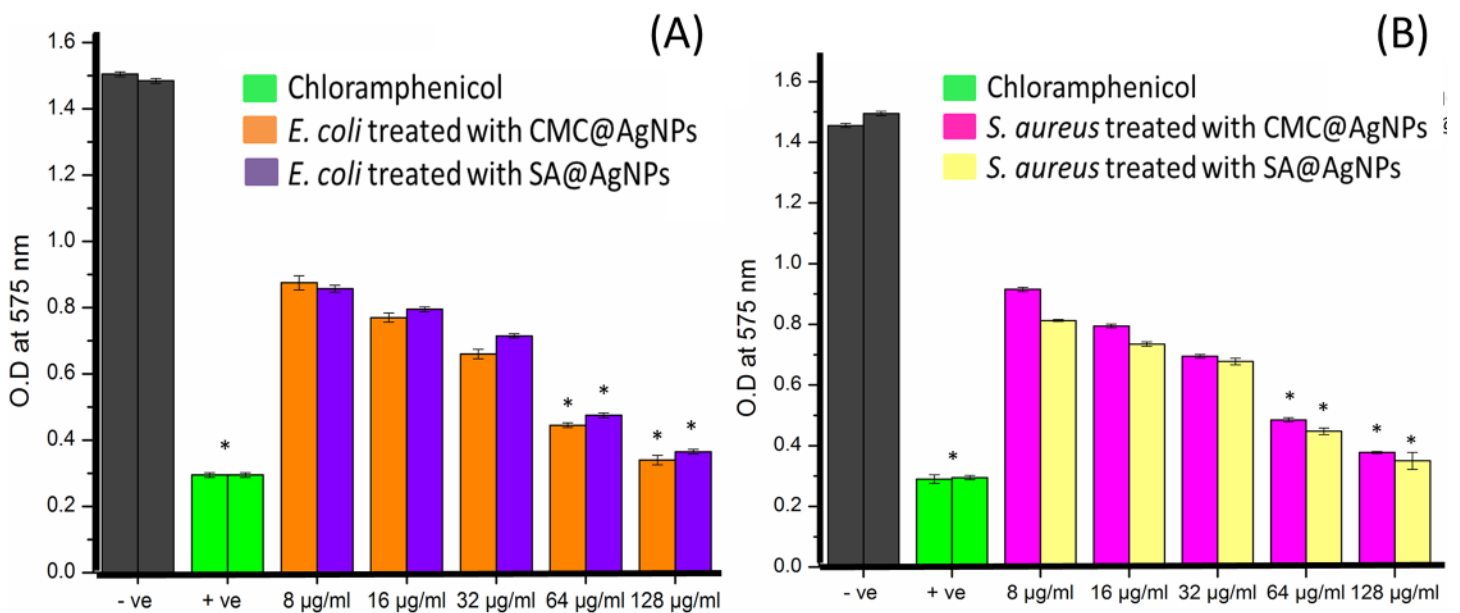 (A)
1.6
1.4
1.2
1.0
0.8
0.6
0.4
0.2
0.0
O.D at 575 nm
Chloramphenicol
E. coli treated with CMC@AgNPs
E. coli treated with SA@AgNPs
*
* *
* *
- ve + ve 8 µg/ml 16 µg/ml 32 µg/ml 64 µg/ml 128 µg/ml
(B)
1.6
1.4
1.2
1.0
0.8
0.6
0.4
0.2
0.0
O.D at 575 nm
Chloramphenicol
S. aureus treated with CMC@AgNPs
S. aureus treated with SA@AgNPs
*
* *
* *
- ve + ve 8 µg/ml 16 µg/ml 32 µg/ml 64 µg/ml 128 µg/ml